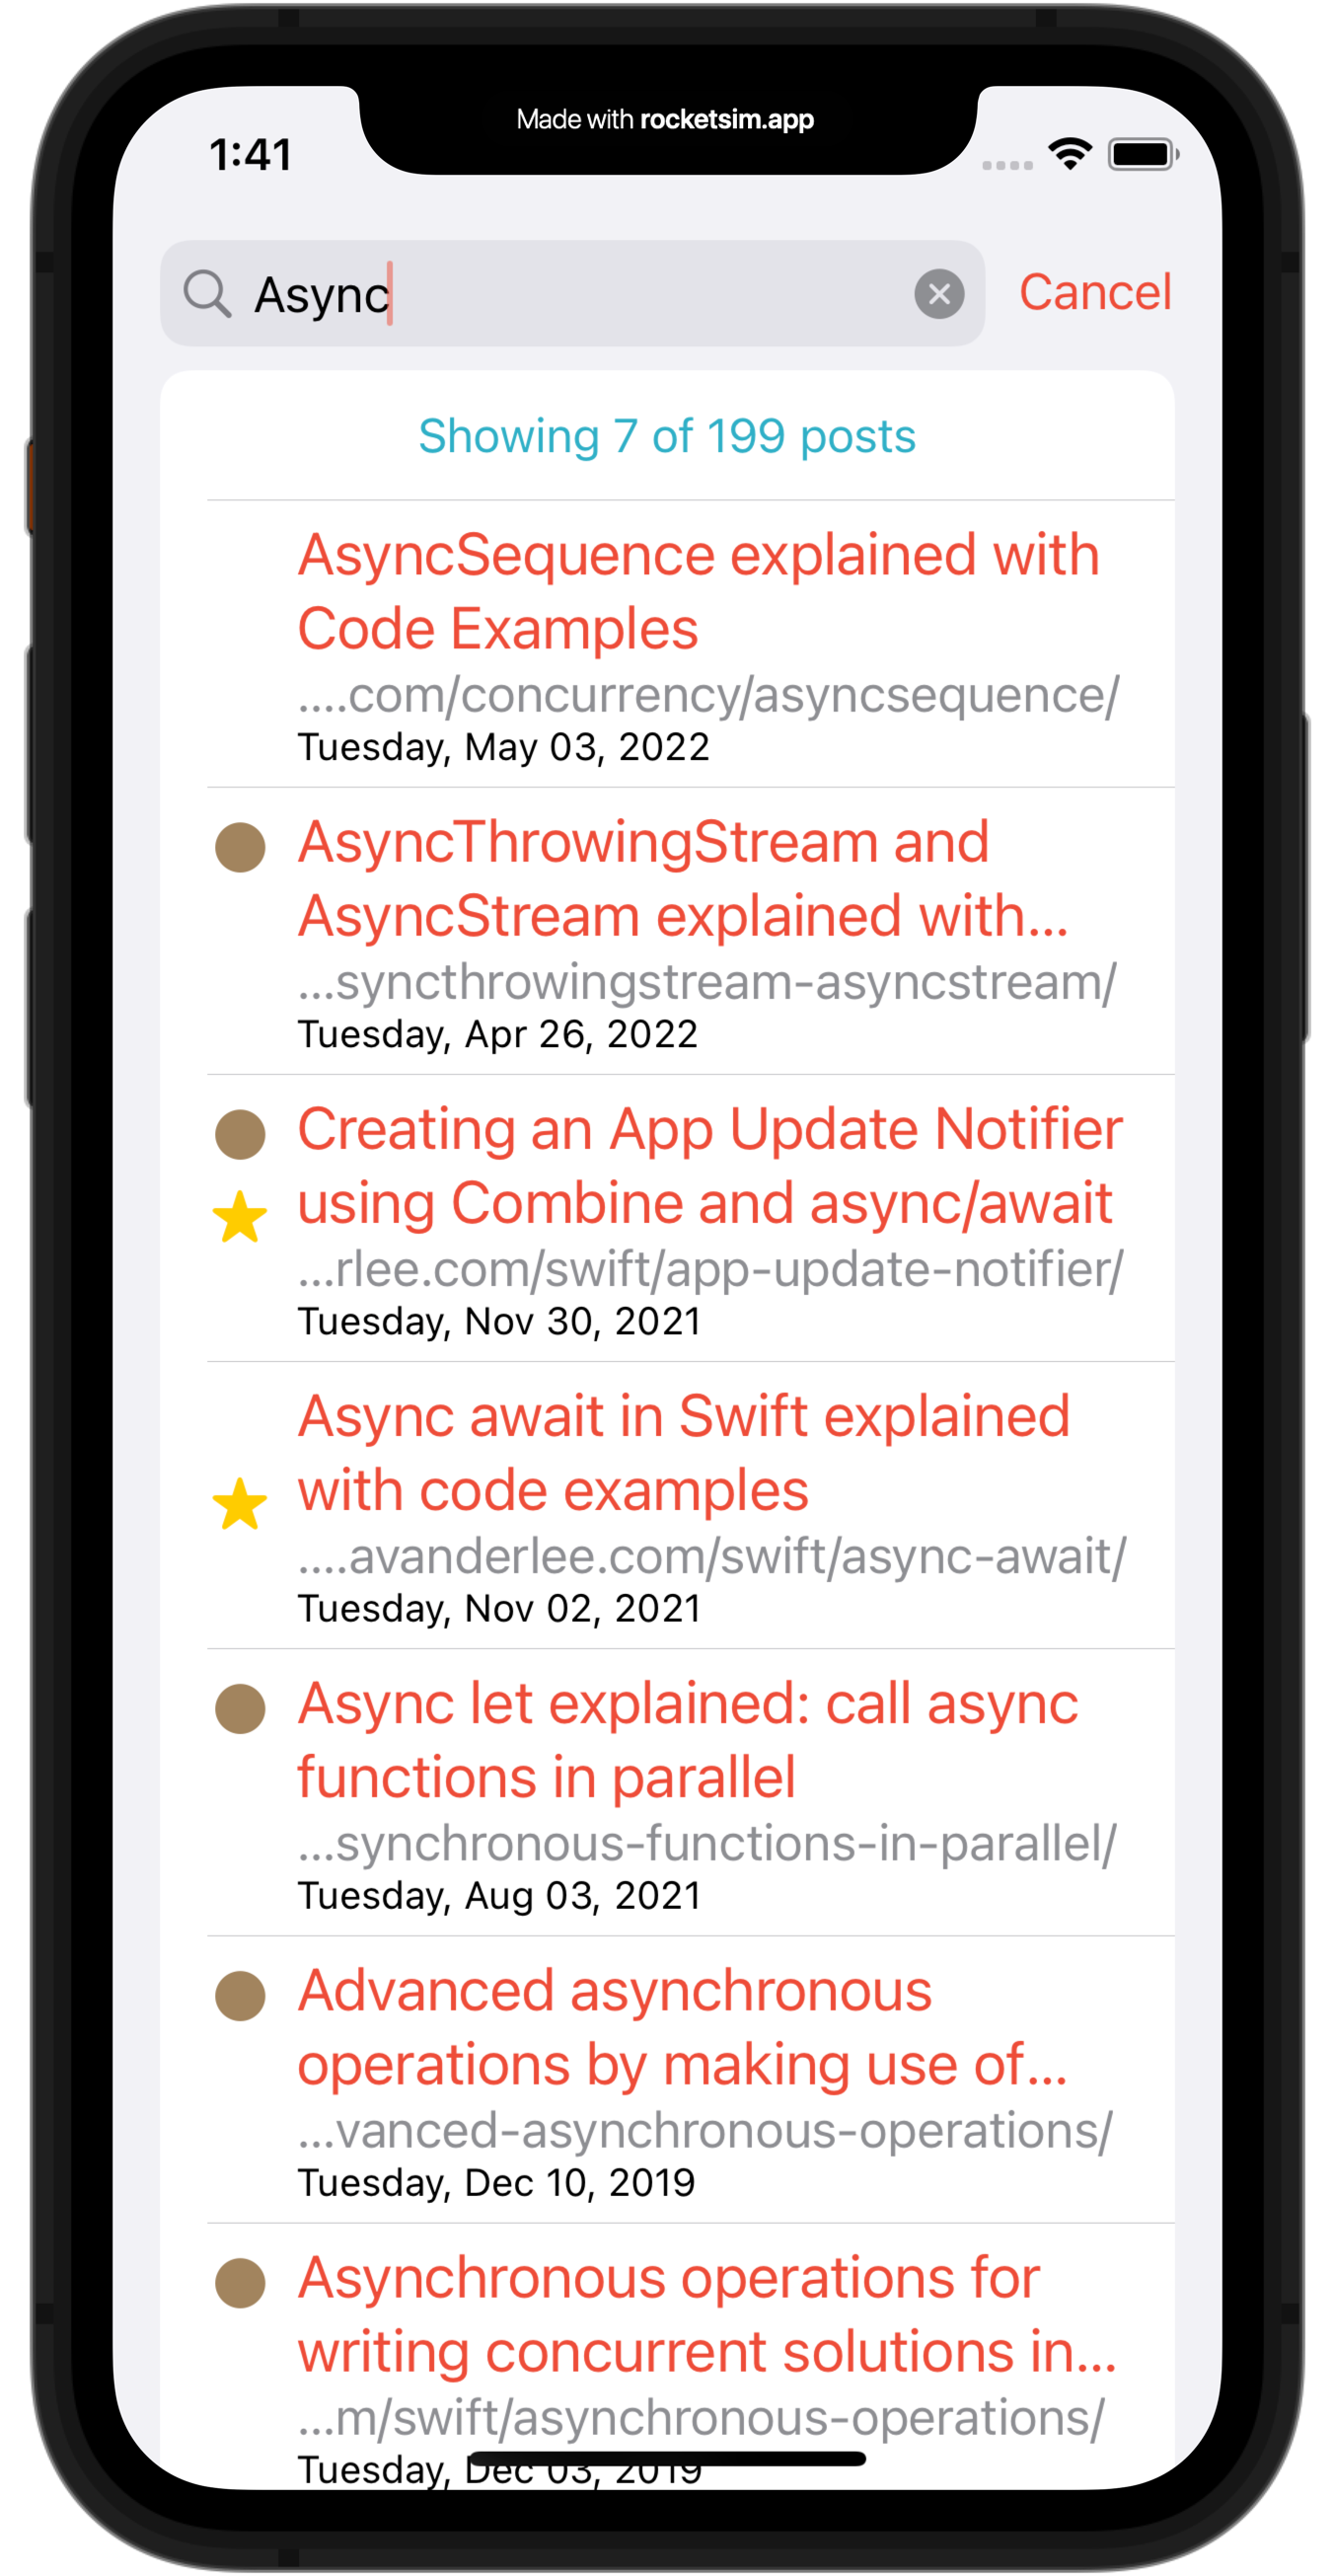 Made with rocketsim.app
1:41
Async
Cancel
Showing 7 of 199 posts
AsyncSequence explained with
Code Examples
....com/concurrency/asyncsequence/
Tuesday, May 03, 2022
AsyncThrowingStream and
AsyncStream explained with...
...syncthrowingstream-asyncstream/
Tuesday, Apr 26, 2022
Creating an App Update Notifier
using Combine and async/await
...rlee.com/swift/app-update-notifier/
Tuesday, Nov 30, 2021
Async await in Swift explained
with code examples
....avanderlee.com/swift/async-await/
Tuesday, Nov 02, 2021
Async let explained: call async
functions in parallel
...synchronous-functions-in-parallel/
Tuesday, Aug 03, 2021
Advanced asynchronous
operations by making use of...
...vanced-asynchronous-operations/
Tuesday, Dec 10, 2019
Asynchronous operations for
writing concurrent solutions in...
...m/swift/asynchronous-operations/
Tuesday, Dec 03, 2019